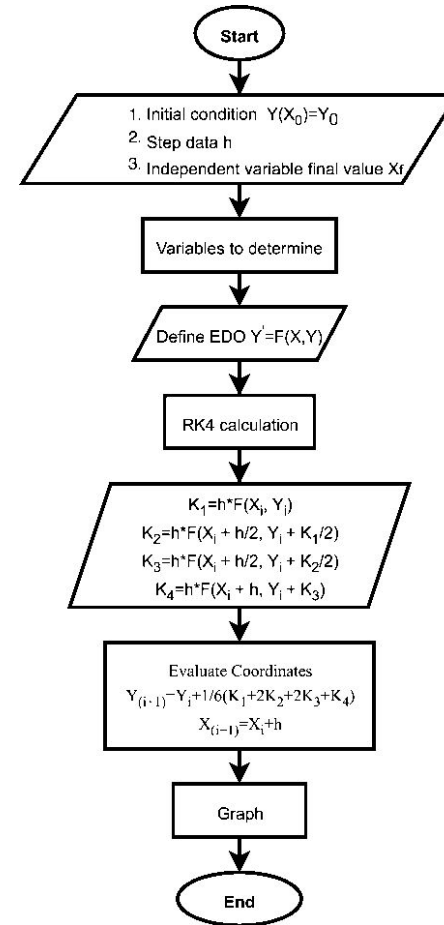 Start
1. Initial condition Y(X₀)=Y₀
2. Step data h
3. Independent variable final value Xf
Variables to determine
Define EDO Y'=F(X,Y)
RK4 calculation
K₁=h*F(Xᵢ, Yᵢ)
K₂=h*F(Xᵢ + h/2, Yᵢ + K₁/2)
K₃=h*F(Xᵢ + h/2, Yᵢ + K₂/2)
K₄=h*F(Xᵢ + h, Yᵢ + K₃)
Evaluate Coordinates
Y₍ᵢ₊₁₎=Yᵢ+1/6(K₁+2K₂+2K₃+K₄)
X₍ᵢ₊₁₎=Xᵢ+h
Graph
End